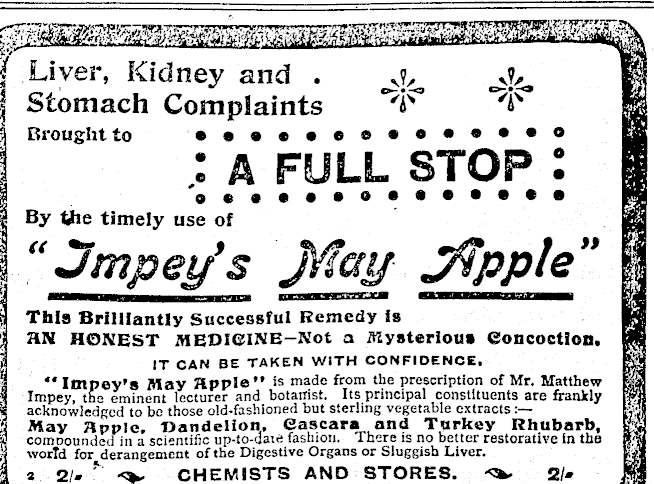 Liver, Kidney and
Stomach Complaints
Brought to
A FULL STOP
By the timely use of
"Impey's May Apple"
This Brilliantly Successful Remedy is
AN HONEST MEDICINE—Not a Mysterious Concoction.
IT CAN BE TAKEN WITH CONFIDENCE.
"Impey's May Apple" is made from the prescription of Mr. Matthew
Impey, the eminent lecturer and botanist. Its principal constituents are frankly
acknowledged to be those old-fashioned but sterling vegetable extracts:—
May Apple, Dandelion, Cascara and Turkey Rhubarb,
compounded in a scientific up-to-date fashion. There is no better restorative in the
world for derangement of the Digestive Organs or Sluggish Liver.
2 2/- CHEMISTS AND STORES. 2/-